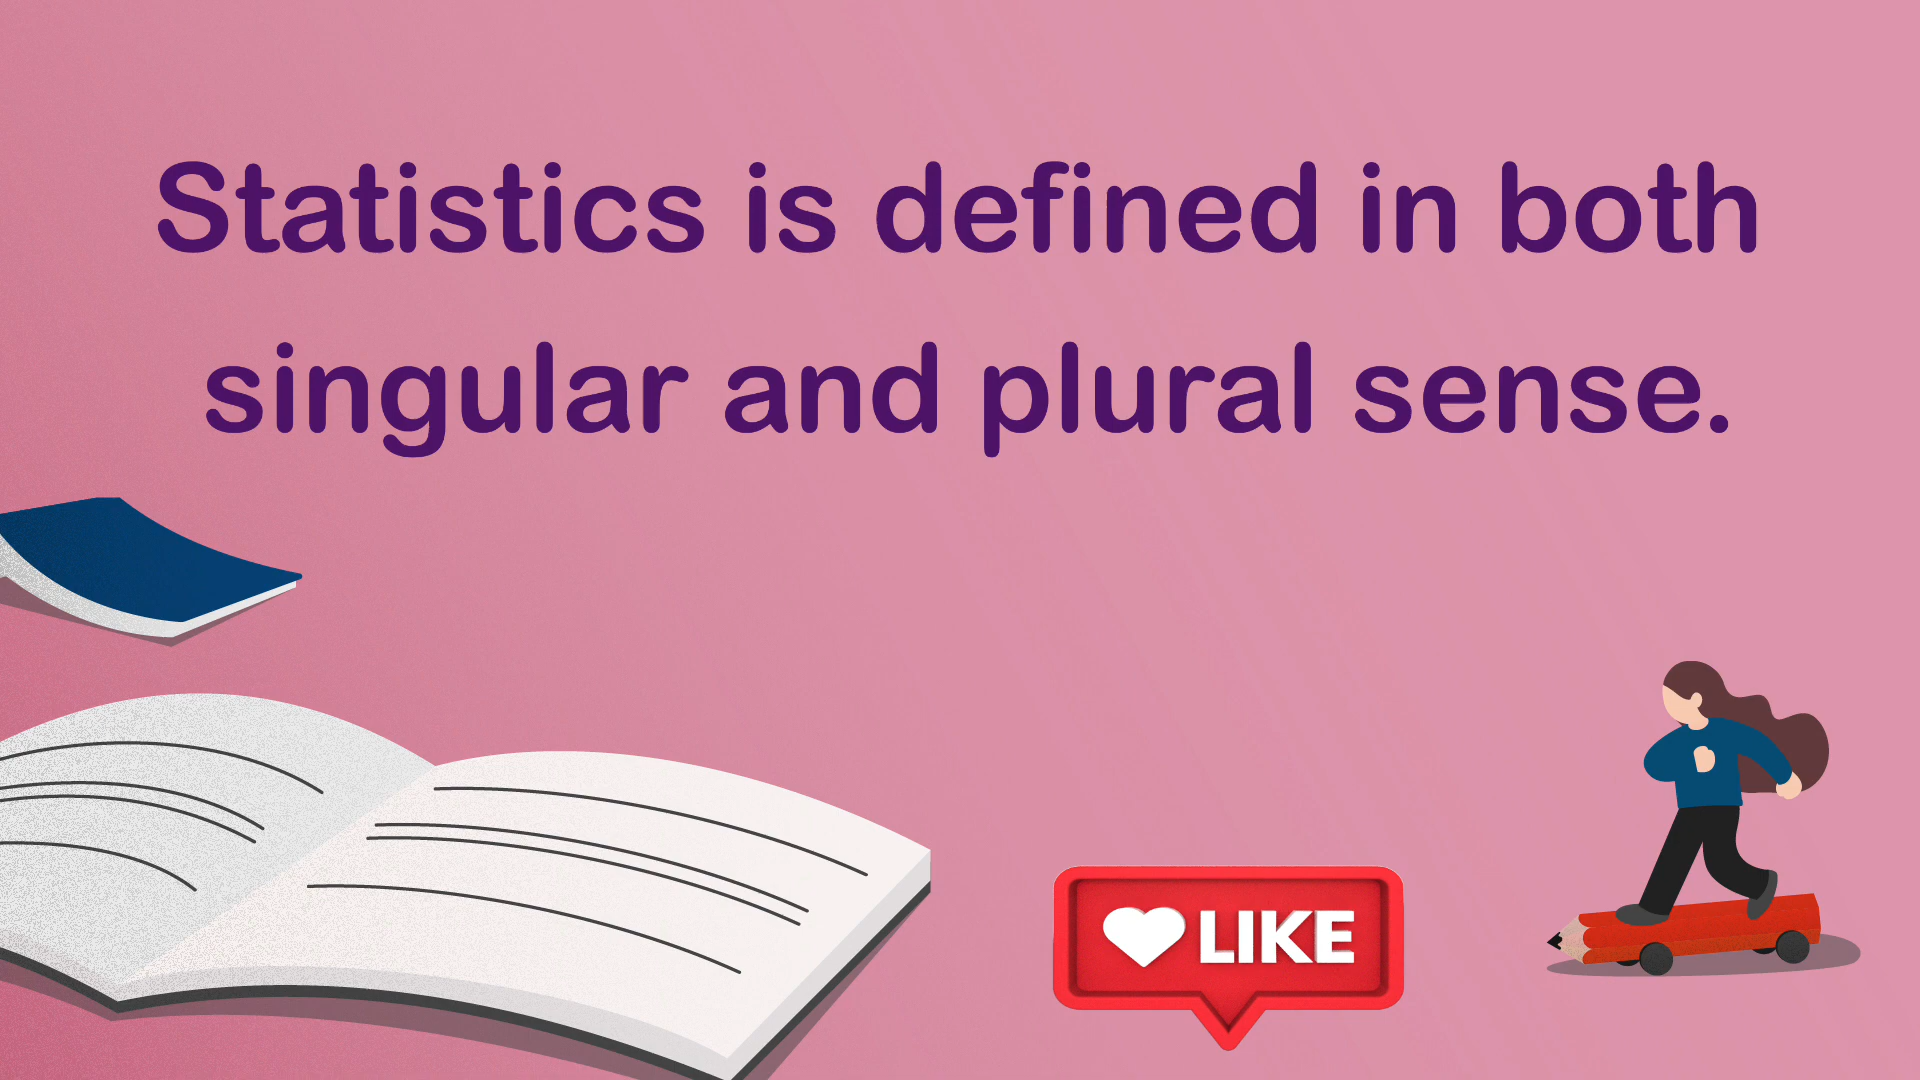 Statistics is defined in both
singular and plural sense.
LIKE